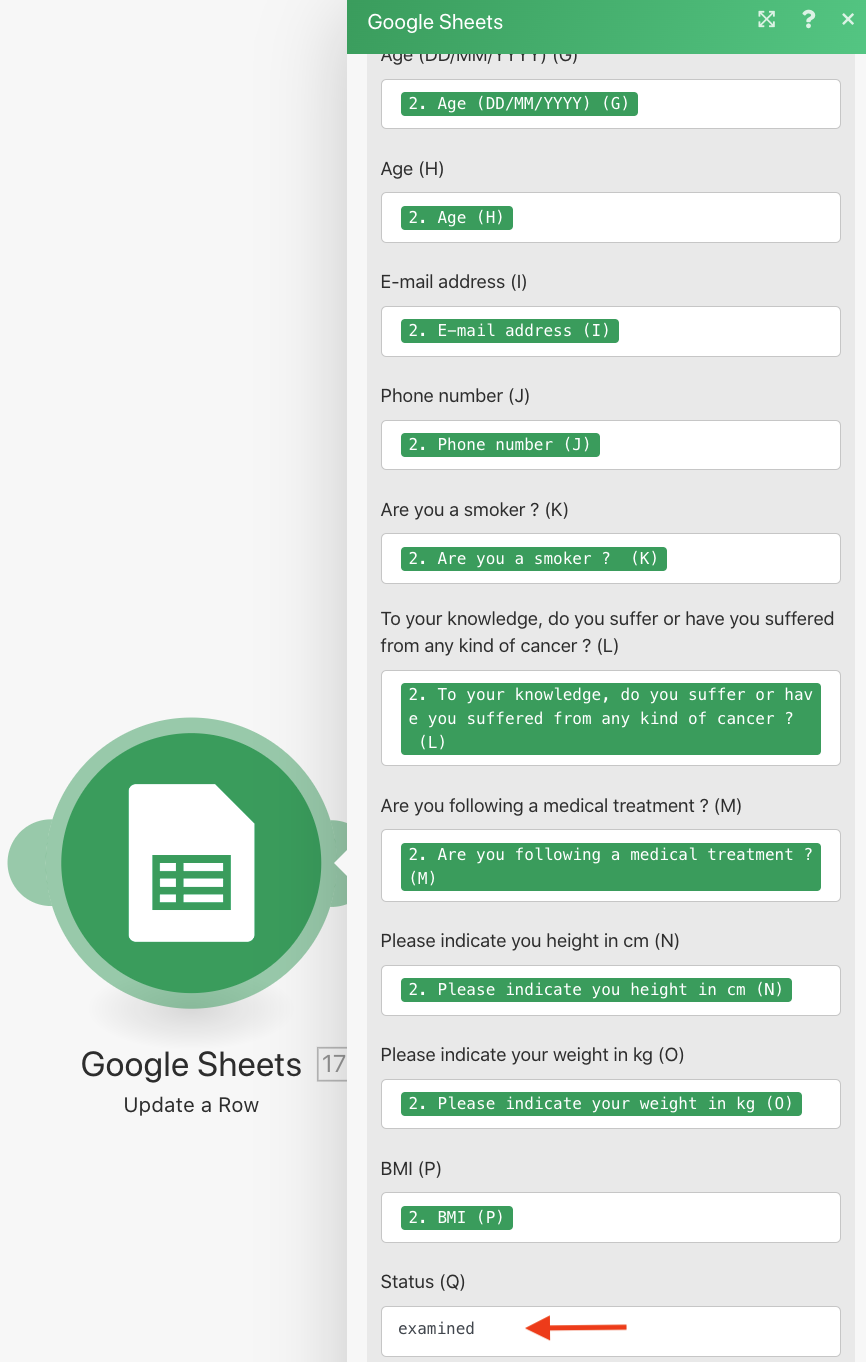 Google Sheets
Age (DD/MM/YYYY) (G)
2. Age (DD/MM/YYYY) (G)
Age (H)
2. Age (H)
E-mail address (I)
2. E-mail address (I)
Phone number (J)
2. Phone number (J)
Are you a smoker ? (K)
2. Are you a smoker ?  (K)
To your knowledge, do you suffer or have you suffered
from any kind of cancer ? (L)
2. To your knowledge, do you suffer or hav
e you suffered from any kind of cancer ?
(L)
Are you following a medical treatment ? (M)
2. Are you following a medical treatment ?
(M)
Please indicate you height in cm (N)
2. Please indicate you height in cm (N)
Please indicate your weight in kg (O)
2. Please indicate your weight in kg (O)
BMI (P)
2. BMI (P)
Status (Q)
examined
Google Sheets 17
Update a Row